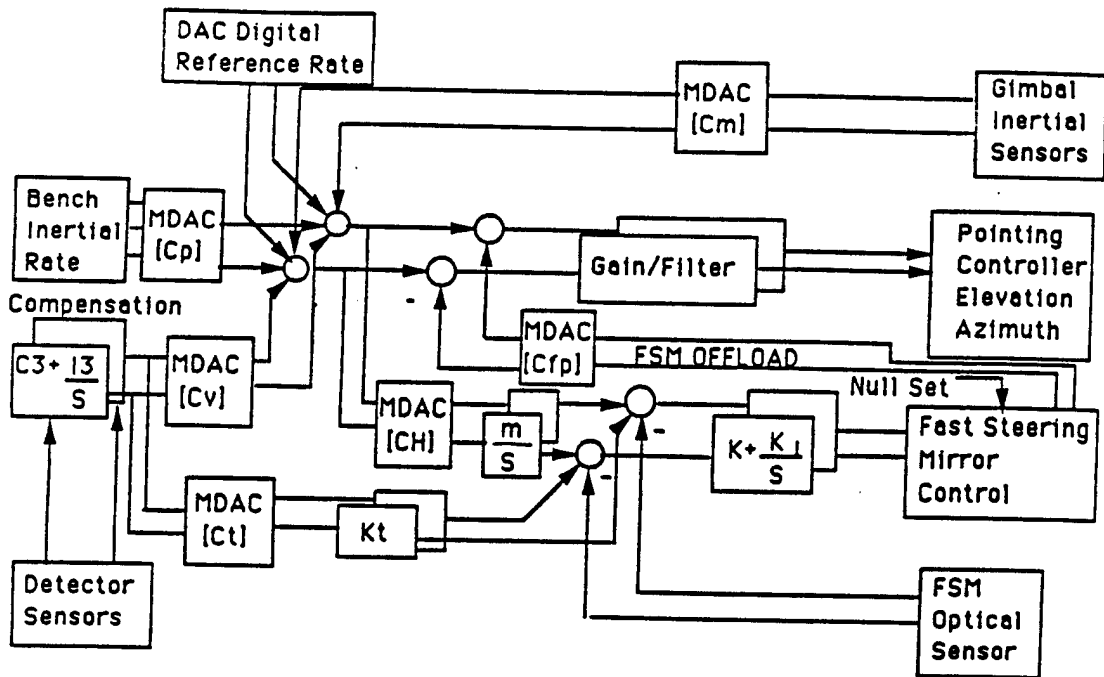 DAC Digital
Reference Rate
MDAC
[Cm]
Gimbal
Inertial
Sensors
Bench
Inertial
Rate
MDAC
[Cp]
Gain/Filter
Pointing
Controller
Elevation
Azimuth
Compensation
C3+ I3
S
MDAC
[Cv]
MDAC
[Cfp]
FSM OFFLOAD
Null Set
MDAC
[CH]
m
S
K+ K I
S
Fast Steering
Mirror
Control
MDAC
[Ct]
Kt
Detector
Sensors
FSM
Optical
Sensor
-
-
-